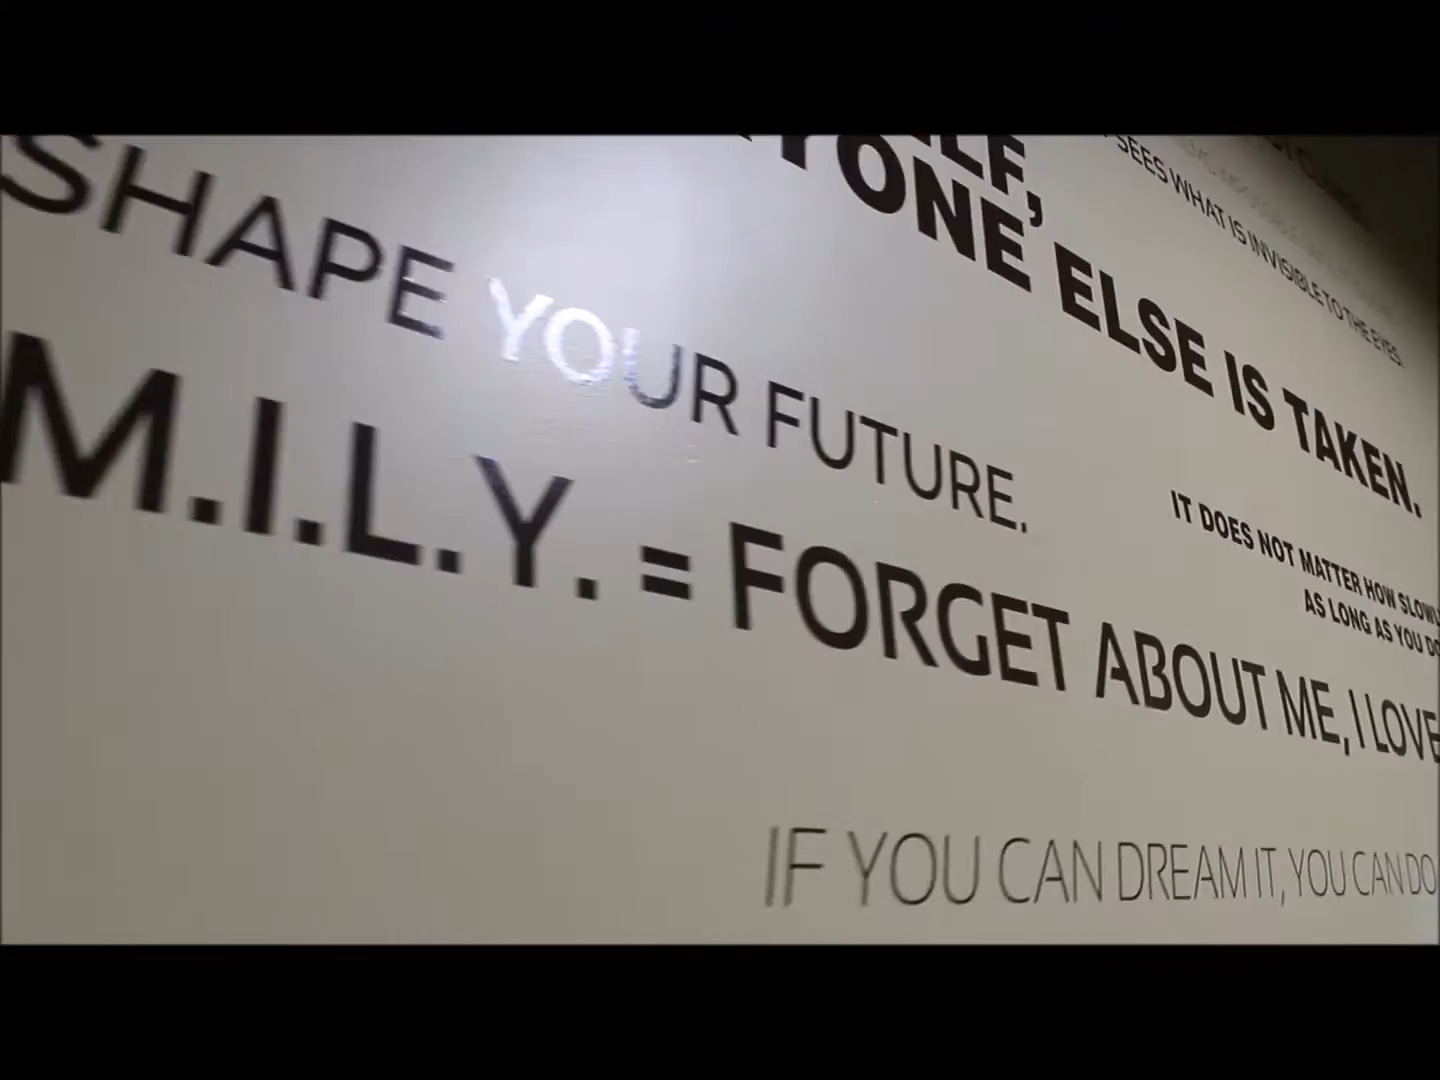 YONE ELSE IS TAKEN.
SEES WHAT IS INVISIBLE TO THE EYES
SHAPE YOUR FUTURE.
IT DOES NOT MATTER HOW SLOWL
AS LONG AS YOU DO
M.I.L.Y. = FORGET ABOUT ME, I LOVE
IF YOU CAN DREAM IT, YOU CAN DO